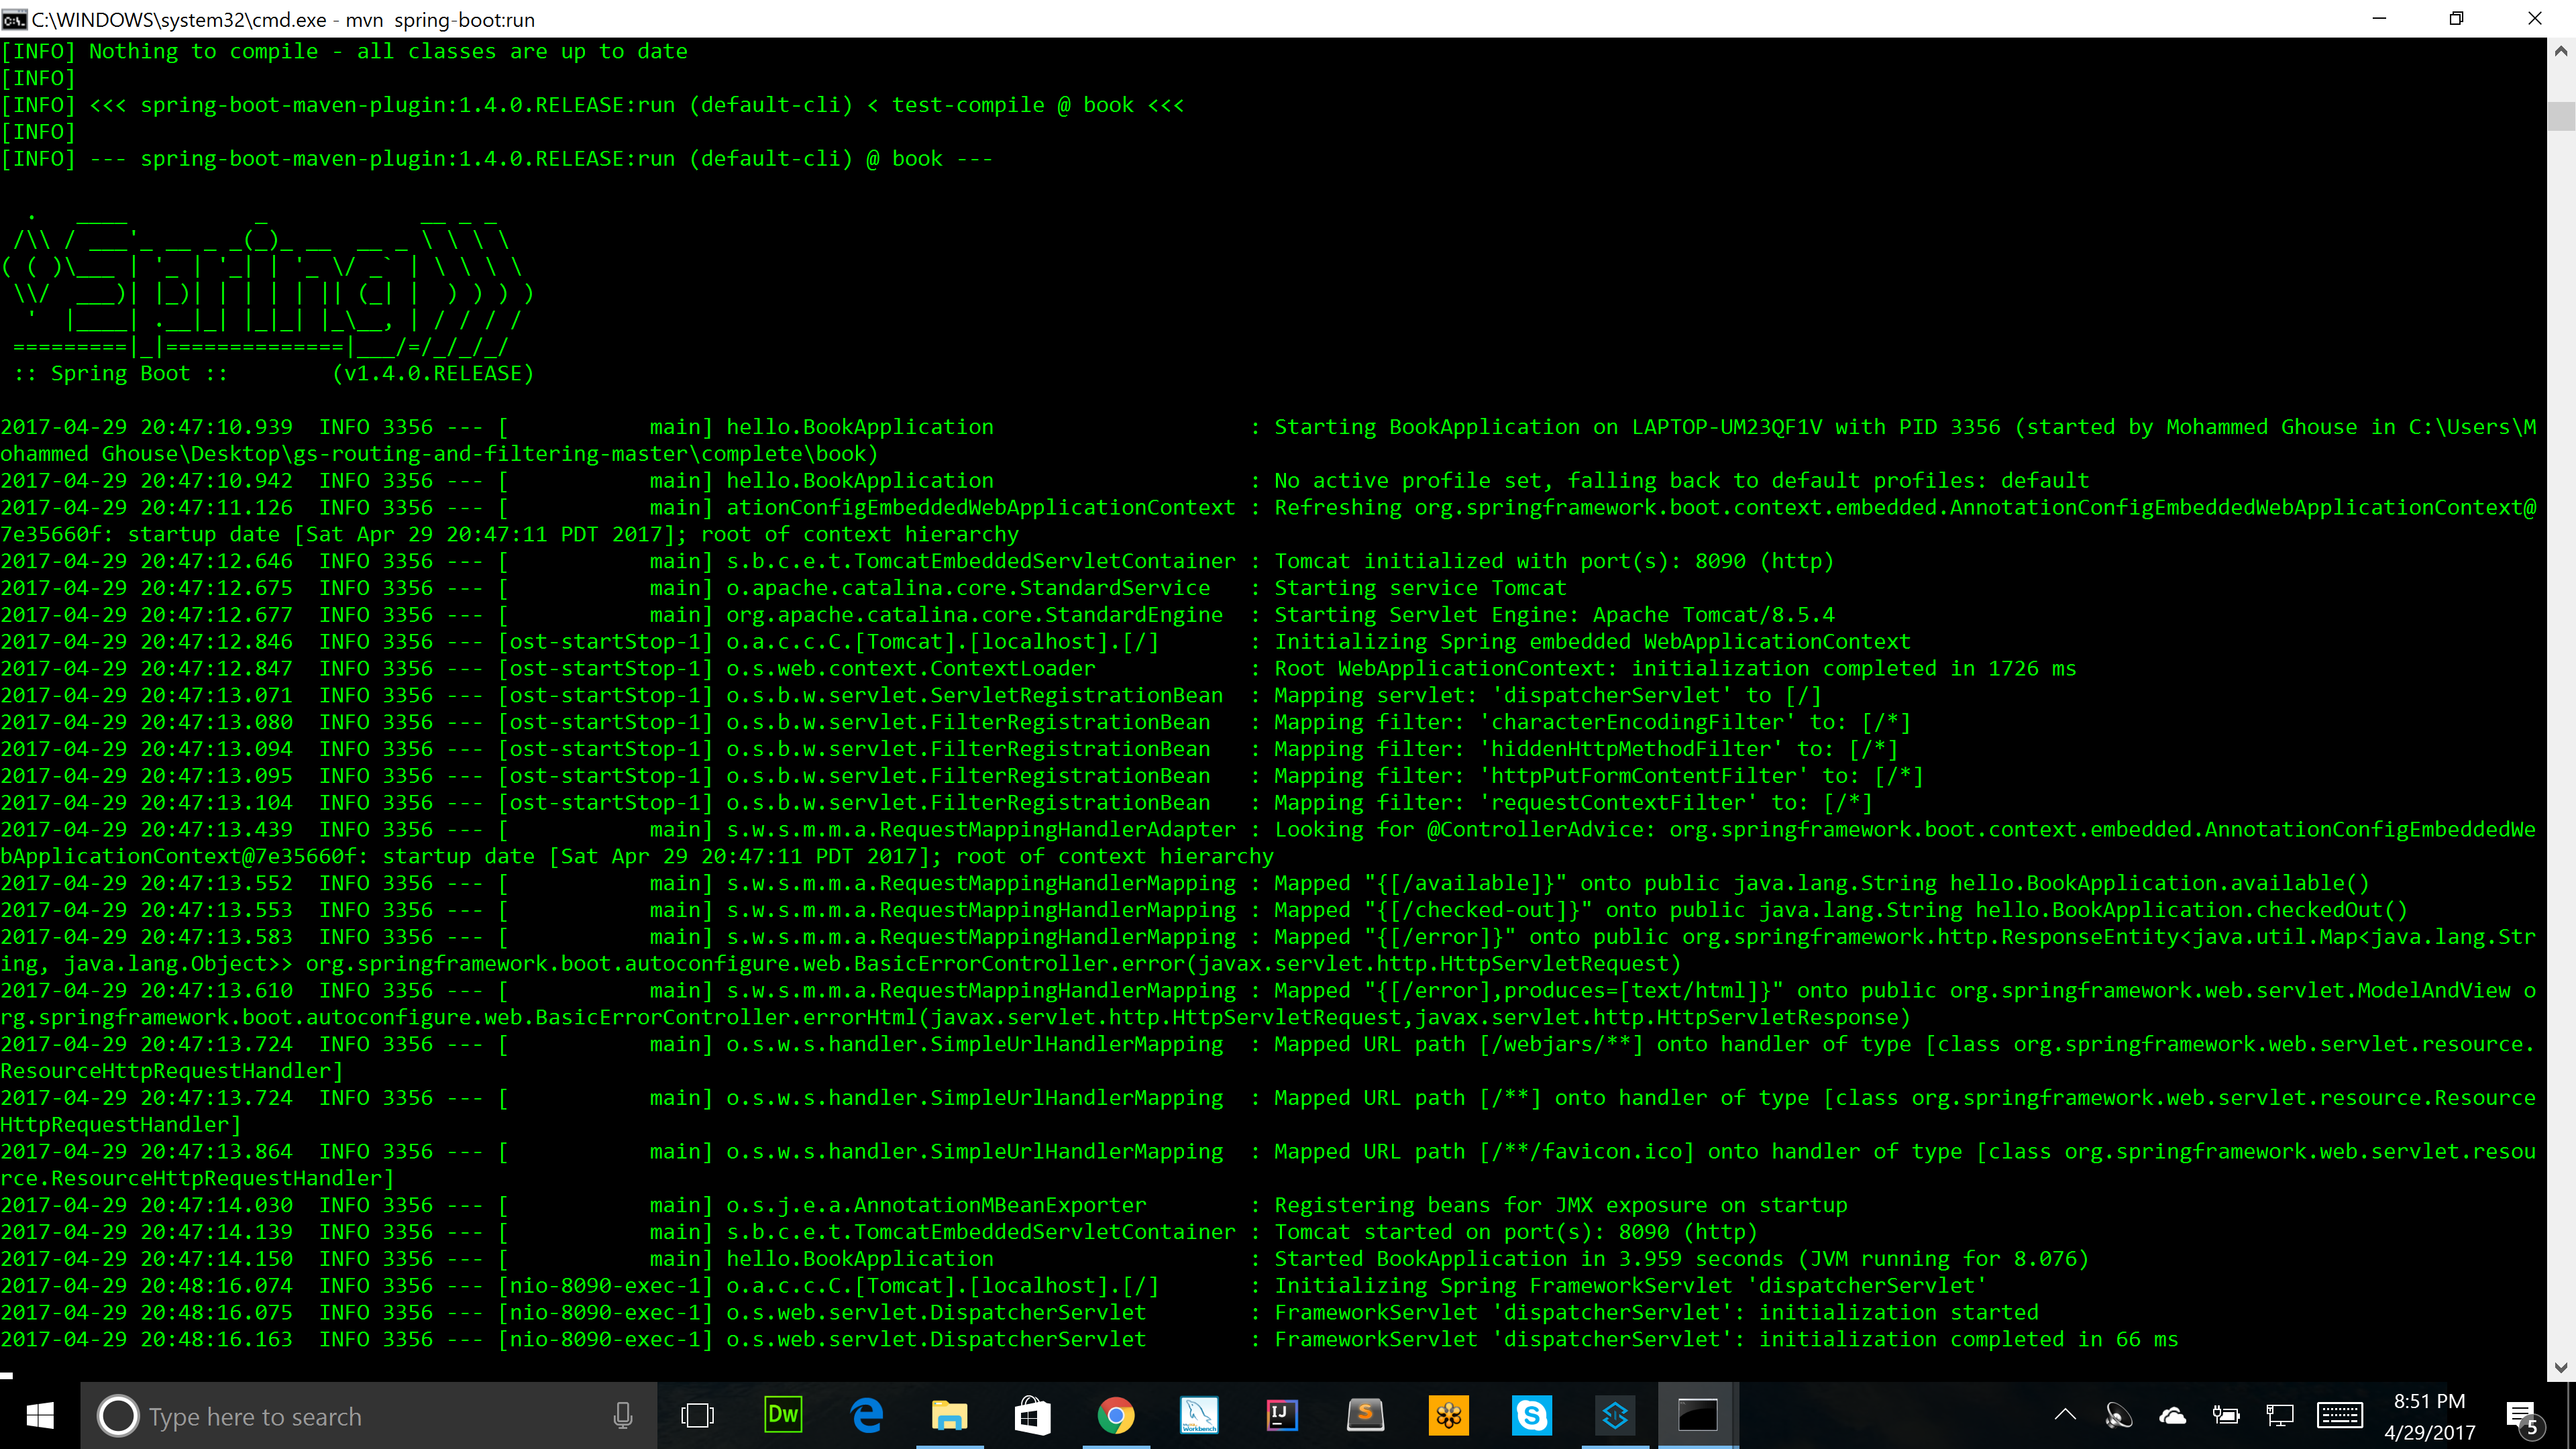 C:\WINDOWS\system32\cmd.exe - mvn  spring-boot:run
[INFO] Nothing to compile - all classes are up to date
[INFO]
[INFO] <<< spring-boot-maven-plugin:1.4.0.RELEASE:run (default-cli) < test-compile @ book <<<
[INFO]
[INFO] --- spring-boot-maven-plugin:1.4.0.RELEASE:run (default-cli) @ book ---
  .   ____          _            __ _ _
 /\\ / ___'_ __ _ _(_)_ __  __ _ \ \ \ \
( ( )\___ | '_ | '_| | '_ \/ _` | \ \ \ \
 \\/  ___)| |_)| | | | | || (_| |  ) ) ) )
  '  |____| .__|_| |_|_| |_\__, | / / / /
 =========|_|==============|___/=/_/_/_/
 :: Spring Boot ::        (v1.4.0.RELEASE)
2017-04-29 20:47:10.939  INFO 3356 --- [           main] hello.BookApplication                    : Starting BookApplication on LAPTOP-UM23QF1V with PID 3356 (started by Mohammed Ghouse in C:\Users\M
ohammed Ghouse\Desktop\gs-routing-and-filtering-master\complete\book)
2017-04-29 20:47:10.942  INFO 3356 --- [           main] hello.BookApplication                    : No active profile set, falling back to default profiles: default
2017-04-29 20:47:11.126  INFO 3356 --- [           main] ationConfigEmbeddedWebApplicationContext : Refreshing org.springframework.boot.context.embedded.AnnotationConfigEmbeddedWebApplicationContext@
7e35660f: startup date [Sat Apr 29 20:47:11 PDT 2017]; root of context hierarchy
2017-04-29 20:47:12.646  INFO 3356 --- [           main] s.b.c.e.t.TomcatEmbeddedServletContainer : Tomcat initialized with port(s): 8090 (http)
2017-04-29 20:47:12.675  INFO 3356 --- [           main] o.apache.catalina.core.StandardService   : Starting service Tomcat
2017-04-29 20:47:12.677  INFO 3356 --- [           main] org.apache.catalina.core.StandardEngine  : Starting Servlet Engine: Apache Tomcat/8.5.4
2017-04-29 20:47:12.846  INFO 3356 --- [ost-startStop-1] o.a.c.c.C.[Tomcat].[localhost].[/]       : Initializing Spring embedded WebApplicationContext
2017-04-29 20:47:12.847  INFO 3356 --- [ost-startStop-1] o.s.web.context.ContextLoader            : Root WebApplicationContext: initialization completed in 1726 ms
2017-04-29 20:47:13.071  INFO 3356 --- [ost-startStop-1] o.s.b.w.servlet.ServletRegistrationBean  : Mapping servlet: 'dispatcherServlet' to [/]
2017-04-29 20:47:13.080  INFO 3356 --- [ost-startStop-1] o.s.b.w.servlet.FilterRegistrationBean   : Mapping filter: 'characterEncodingFilter' to: [/*]
2017-04-29 20:47:13.094  INFO 3356 --- [ost-startStop-1] o.s.b.w.servlet.FilterRegistrationBean   : Mapping filter: 'hiddenHttpMethodFilter' to: [/*]
2017-04-29 20:47:13.095  INFO 3356 --- [ost-startStop-1] o.s.b.w.servlet.FilterRegistrationBean   : Mapping filter: 'httpPutFormContentFilter' to: [/*]
2017-04-29 20:47:13.104  INFO 3356 --- [ost-startStop-1] o.s.b.w.servlet.FilterRegistrationBean   : Mapping filter: 'requestContextFilter' to: [/*]
2017-04-29 20:47:13.439  INFO 3356 --- [           main] s.w.s.m.m.a.RequestMappingHandlerAdapter : Looking for @ControllerAdvice: org.springframework.boot.context.embedded.AnnotationConfigEmbeddedWe
bApplicationContext@7e35660f: startup date [Sat Apr 29 20:47:11 PDT 2017]; root of context hierarchy
2017-04-29 20:47:13.552  INFO 3356 --- [           main] s.w.s.m.m.a.RequestMappingHandlerMapping : Mapped "{[/available]}" onto public java.lang.String hello.BookApplication.available()
2017-04-29 20:47:13.553  INFO 3356 --- [           main] s.w.s.m.m.a.RequestMappingHandlerMapping : Mapped "{[/checked-out]}" onto public java.lang.String hello.BookApplication.checkedOut()
2017-04-29 20:47:13.583  INFO 3356 --- [           main] s.w.s.m.m.a.RequestMappingHandlerMapping : Mapped "{[/error]}" onto public org.springframework.http.ResponseEntity<java.util.Map<java.lang.Str
ing, java.lang.Object>> org.springframework.boot.autoconfigure.web.BasicErrorController.error(javax.servlet.http.HttpServletRequest)
2017-04-29 20:47:13.610  INFO 3356 --- [           main] s.w.s.m.m.a.RequestMappingHandlerMapping : Mapped "{[/error],produces=[text/html]}" onto public org.springframework.web.servlet.ModelAndView o
rg.springframework.boot.autoconfigure.web.BasicErrorController.errorHtml(javax.servlet.http.HttpServletRequest,javax.servlet.http.HttpServletResponse)
2017-04-29 20:47:13.724  INFO 3356 --- [           main] o.s.w.s.handler.SimpleUrlHandlerMapping  : Mapped URL path [/webjars/**] onto handler of type [class org.springframework.web.servlet.resource.
ResourceHttpRequestHandler]
2017-04-29 20:47:13.724  INFO 3356 --- [           main] o.s.w.s.handler.SimpleUrlHandlerMapping  : Mapped URL path [/**] onto handler of type [class org.springframework.web.servlet.resource.Resource
HttpRequestHandler]
2017-04-29 20:47:13.864  INFO 3356 --- [           main] o.s.w.s.handler.SimpleUrlHandlerMapping  : Mapped URL path [/**/favicon.ico] onto handler of type [class org.springframework.web.servlet.resou
rce.ResourceHttpRequestHandler]
2017-04-29 20:47:14.030  INFO 3356 --- [           main] o.s.j.e.a.AnnotationMBeanExporter        : Registering beans for JMX exposure on startup
2017-04-29 20:47:14.139  INFO 3356 --- [           main] s.b.c.e.t.TomcatEmbeddedServletContainer : Tomcat started on port(s): 8090 (http)
2017-04-29 20:47:14.150  INFO 3356 --- [           main] hello.BookApplication                    : Started BookApplication in 3.959 seconds (JVM running for 8.076)
2017-04-29 20:48:16.074  INFO 3356 --- [nio-8090-exec-1] o.a.c.c.C.[Tomcat].[localhost].[/]       : Initializing Spring FrameworkServlet 'dispatcherServlet'
2017-04-29 20:48:16.075  INFO 3356 --- [nio-8090-exec-1] o.s.web.servlet.DispatcherServlet        : FrameworkServlet 'dispatcherServlet': initialization started
2017-04-29 20:48:16.163  INFO 3356 --- [nio-8090-exec-1] o.s.web.servlet.DispatcherServlet        : FrameworkServlet 'dispatcherServlet': initialization completed in 66 ms
Type here to search
Dw
Workbench
IJ
S
8:51 PM
4/29/2017
5